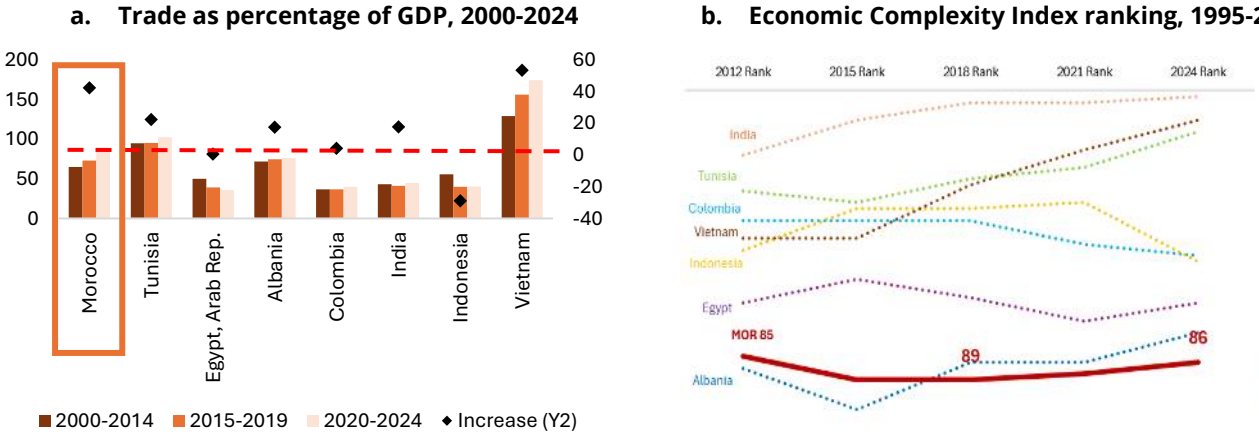 a. Trade as percentage of GDP, 2000-2024
200
150
100
50
0
60
40
20
0
-20
-40
Morocco
Tunisia
Egypt, Arab Rep.
Albania
Colombia
India
Indonesia
Vietnam
2000-2014 2015-2019 2020-2024 Increase (Y2)
b. Economic Complexity Index ranking, 1995-2
2012 Rank 2015 Rank 2018 Rank 2021 Rank 2024 Rank
India
Tunisia
Colombia
Vietnam
Indonesia
Egypt
MOR 85
89
86
Albania